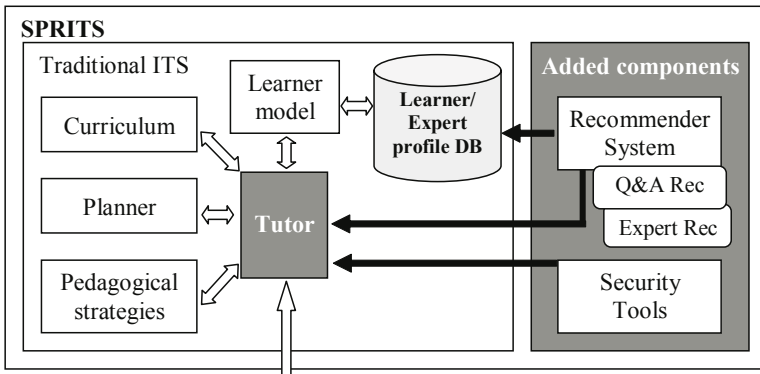 SPRITS
Traditional ITS
Curriculum
Planner
Pedagogical
strategies
Learner
model
Tutor
Learner/
Expert
profile DB
Added components
Recommender
System
Q&A Rec
Expert Rec
Security
Tools